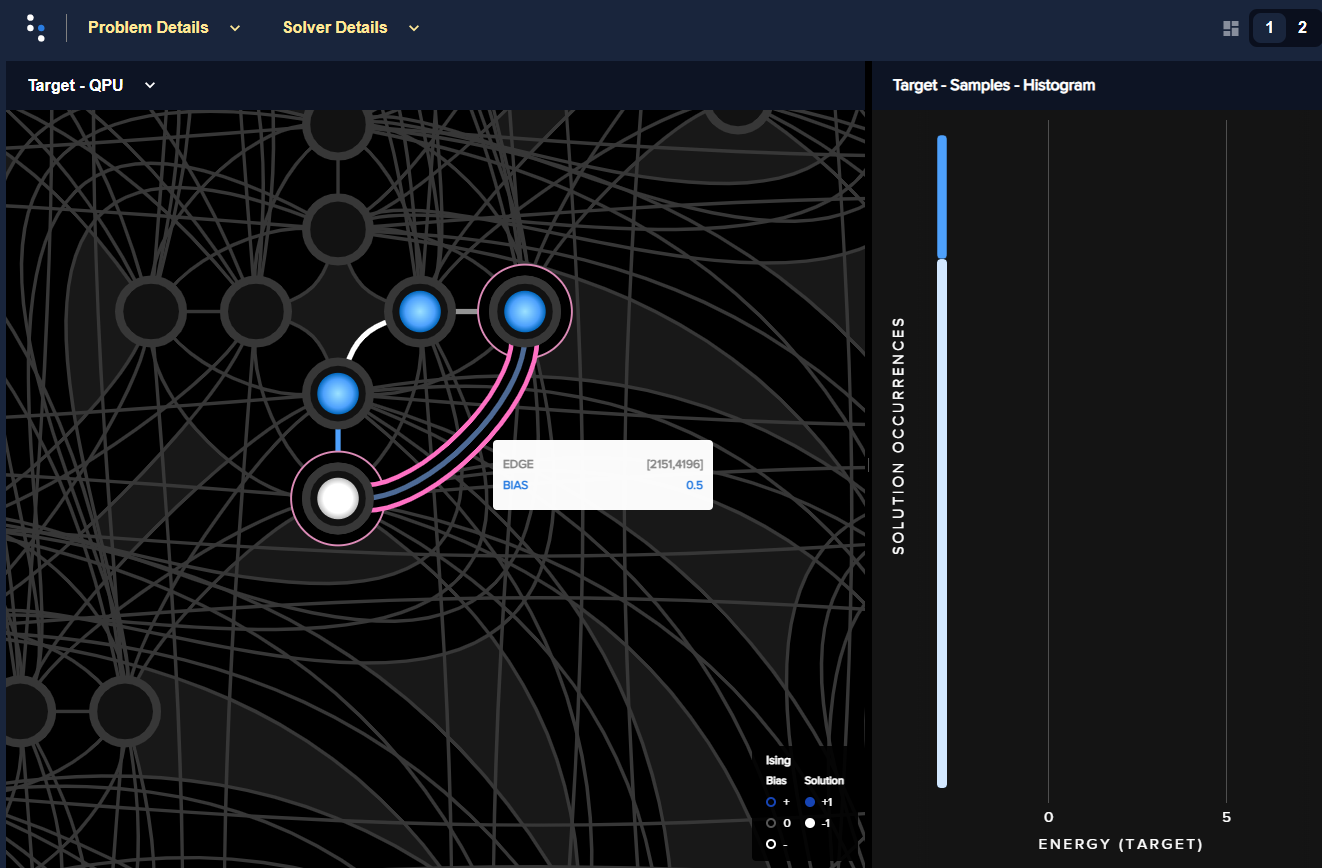 Problem Details
Solver Details
1 2
Target - QPU
Target - Samples - Histogram
EDGE [2151,4196]
BIAS 0.5
SOLUTION OCCURRENCES
Ising
Bias Solution
+ +1
0 -1
-
0 5
ENERGY (TARGET)